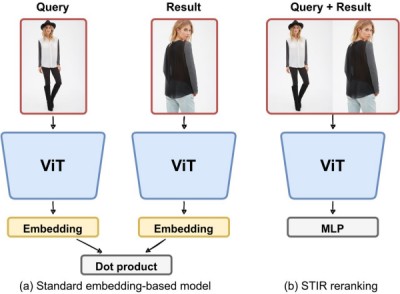 Query
Result
Query + Result
ViT
ViT
ViT
Embedding
Embedding
MLP
Dot product
(a) Standard embedding-based model
(b) STIR reranking